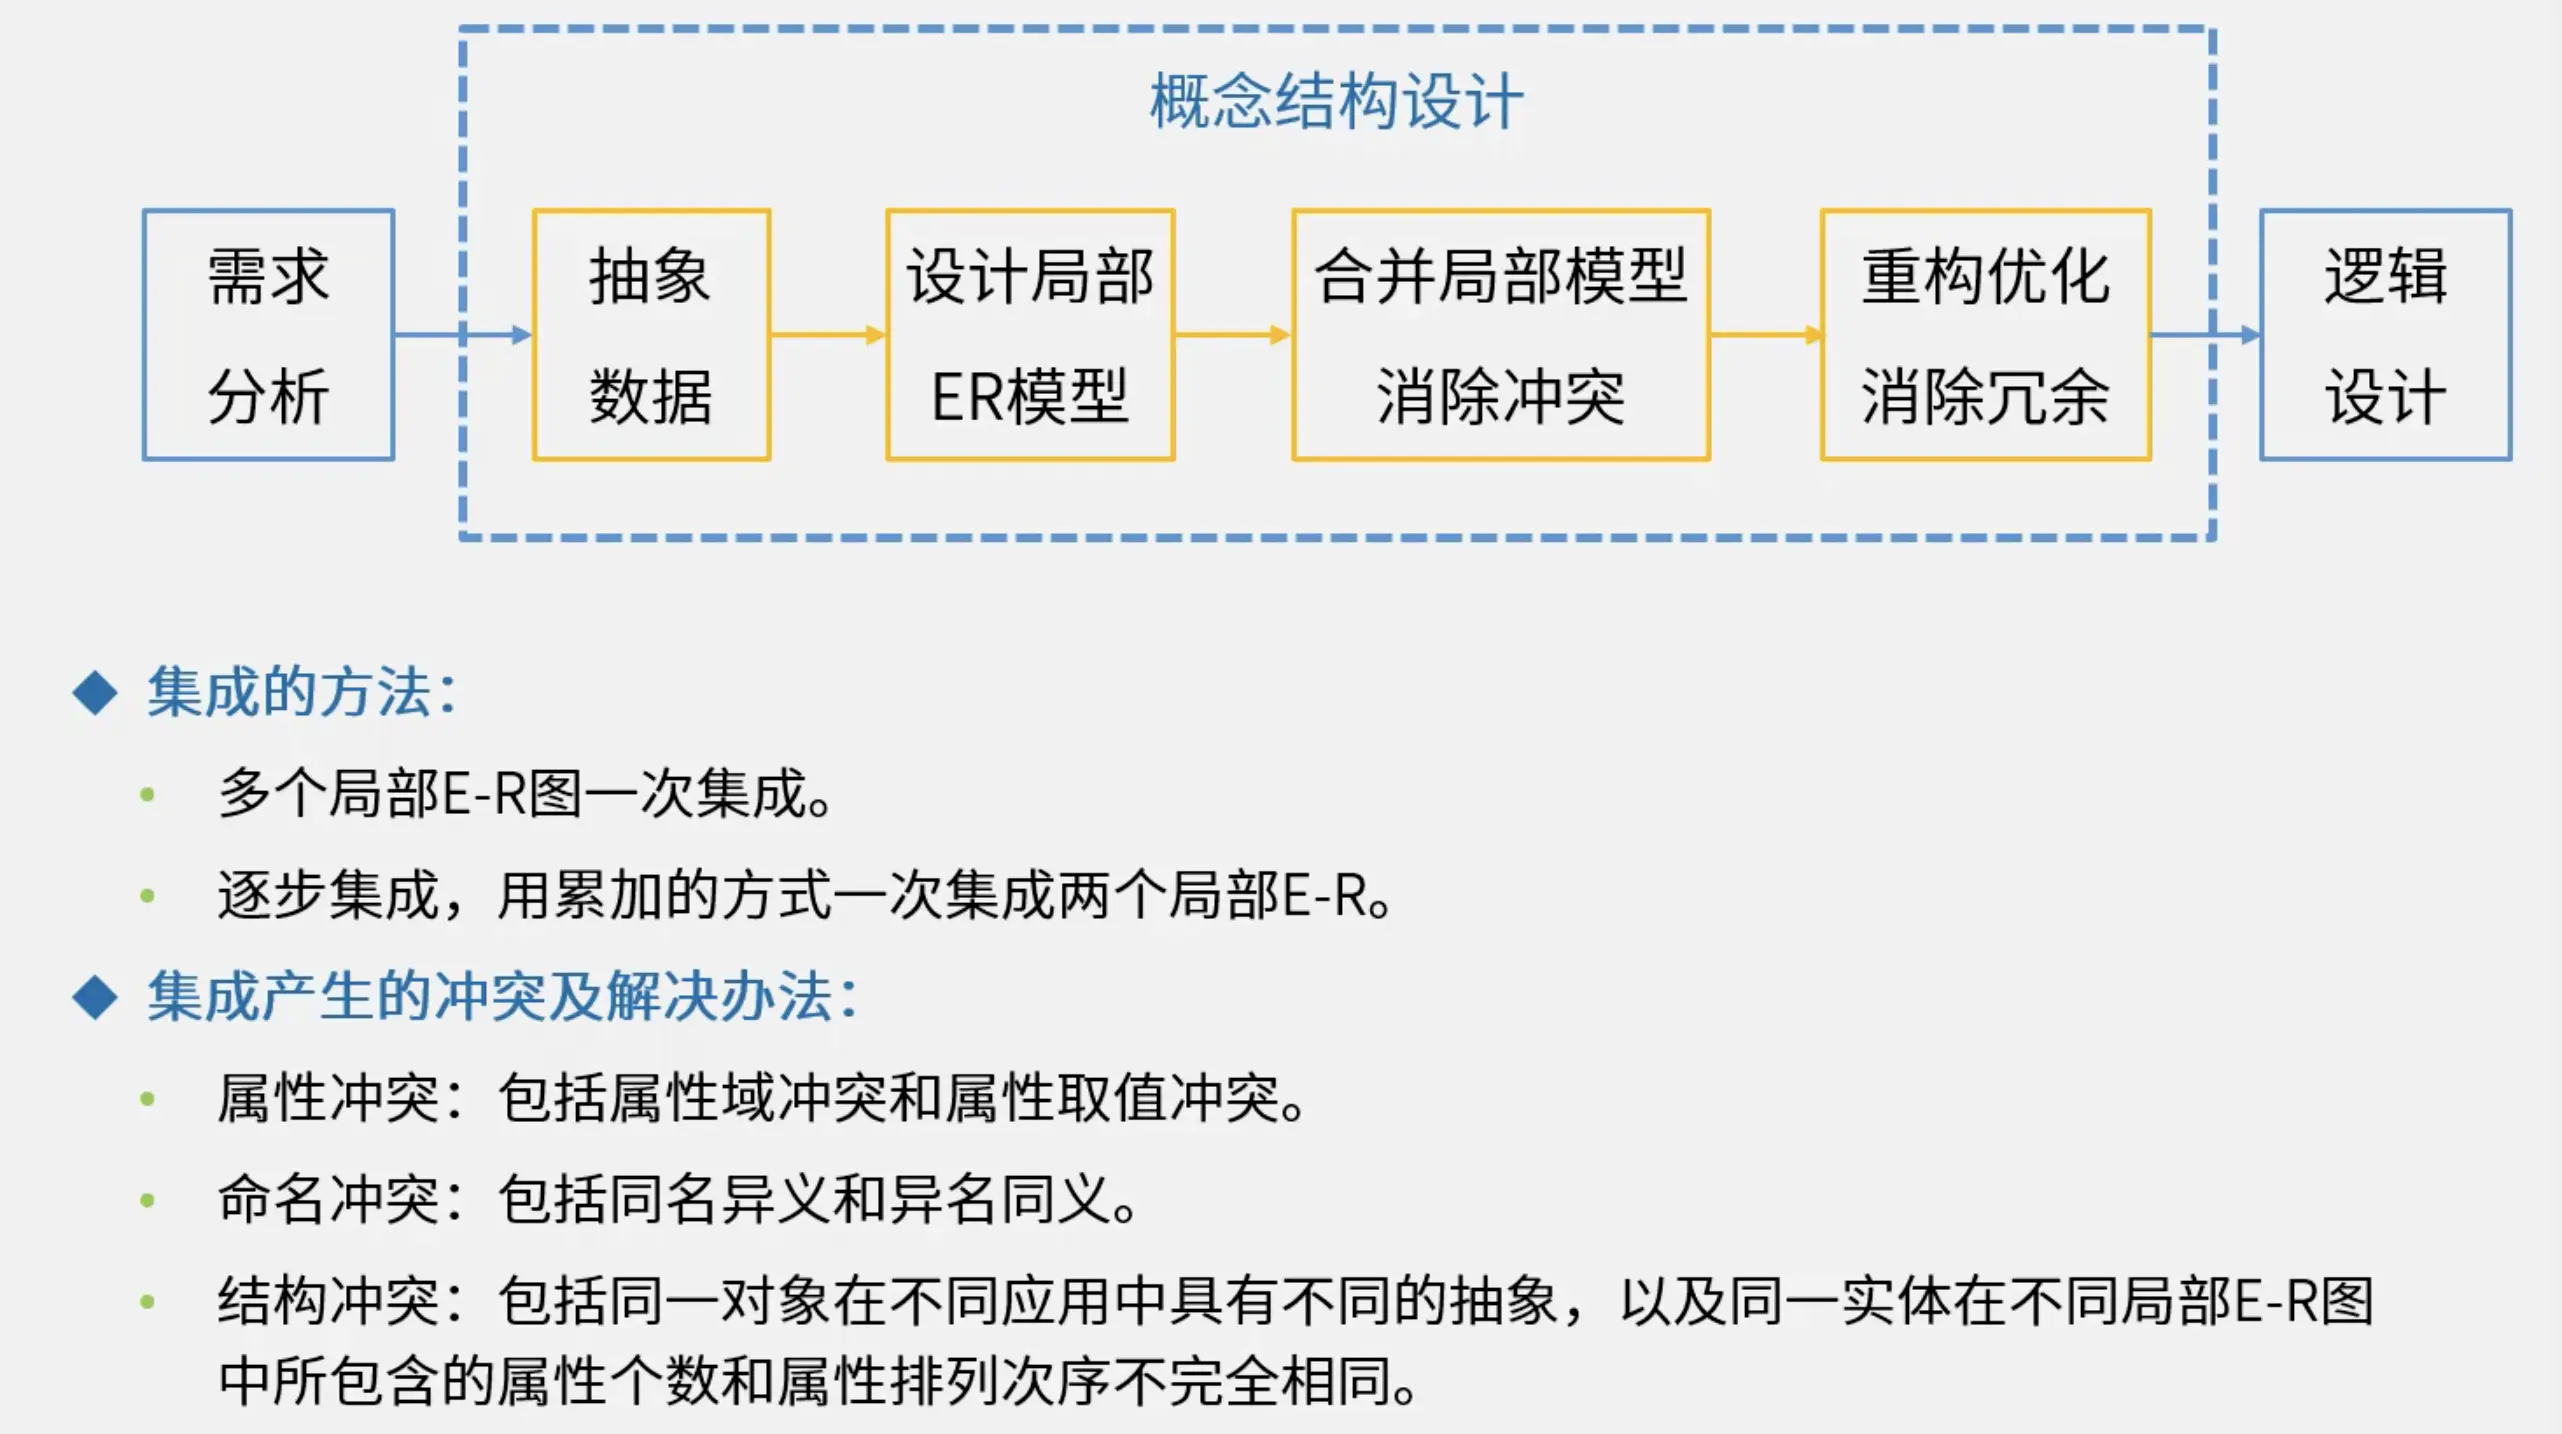 概念结构设计
需求
分析
抽象
数据
设计局部
ER模型
合并局部模型
消除冲突
重构优化
消除冗余
逻辑
设计
集成的方法：
多个局部E-R图一次集成。
逐步集成，用累加的方式一次集成两个局部E-R。
集成产生的冲突及解决办法：
属性冲突：包括属性域冲突和属性取值冲突。
命名冲突：包括同名异义和异名同义。
结构冲突：包括同一对象在不同应用中具有不同的抽象，以及同一实体在不同局部E-R图
中所包含的属性个数和属性排列次序不完全相同。